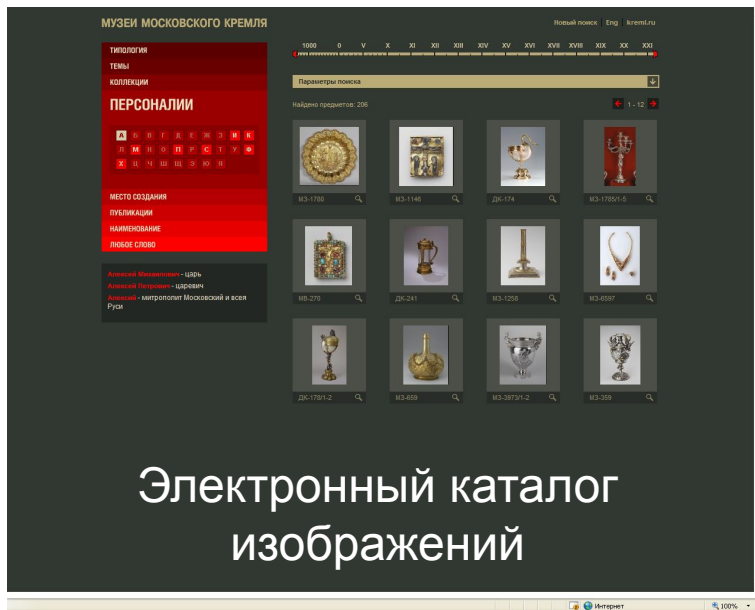 МУЗЕИ МОСКОВСКОГО КРЕМЛЯ
Новый поиск Eng kreml.ru
ТИПОЛОГИЯ
ТЕМЫ
КОЛЛЕКЦИИ
ПЕРСОНАЛИИ
А Б В Г Д Е Ж З И К
Л М Н О П Р С Т У Ф
Х Ц Ч Ш Щ Э Ю Я
МЕСТО СОЗДАНИЯ
ПУБЛИКАЦИИ
НАИМЕНОВАНИЕ
ЛЮБОЕ СЛОВО
Алексей Михайлович - царь
Алексей Петрович - царевич
Алексий - митрополит Московский и всея
Руси
1000 0 V X XI XII XIII XIV XV XVI XVII XVIII XIX XX XXI
Параметры поиска
Найдено предметов: 206
1 - 12
МЗ-1780 МЗ-1146 ДК-174 МЗ-1705/1-5
МВ-270 ДК-241 МЗ-1258 МЗ-6597
ДК-178/1-2 МЗ-659 МЗ-3973/1-2 МЗ-359
Электронный каталог
изображений
Интернет 100%